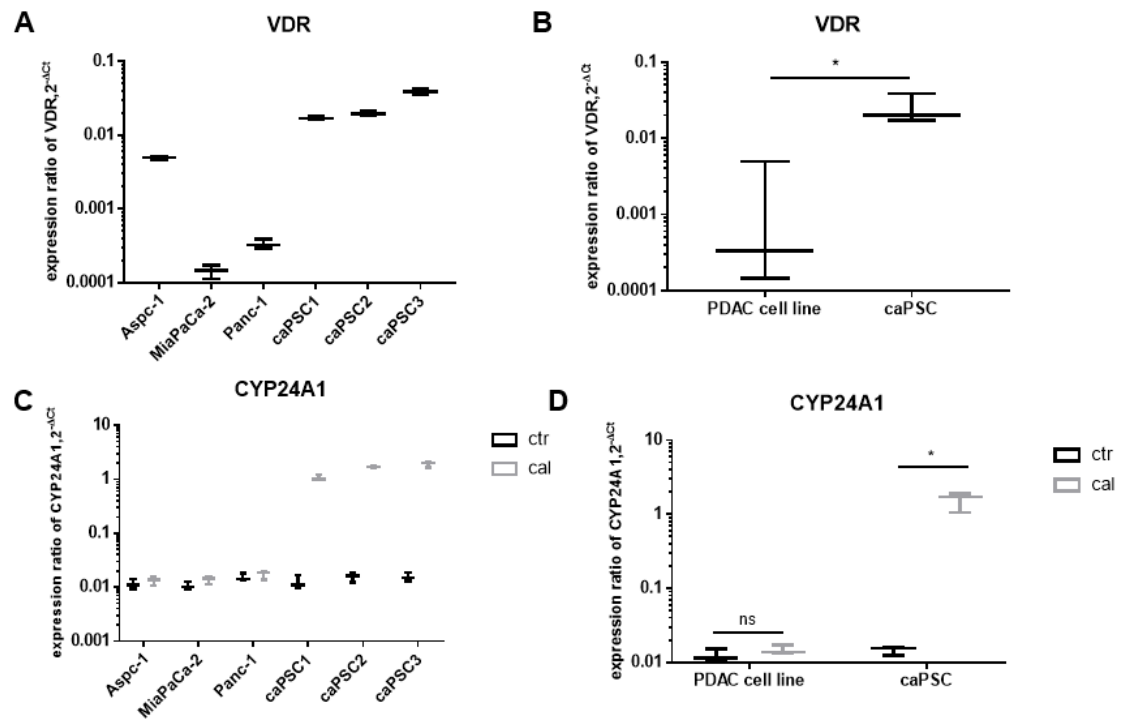 A
VDR
expression ratio of VDR,2-ΔCt
0.1
0.01
0.001
0.0001
Aspc-1
MiaPaCa-2
Panc-1
caPSC1
caPSC2
caPSC3
B
VDR
expression ratio of VDR,2-ΔCt
0.1
0.01
0.001
0.0001
*
PDAC cell line
caPSC
C
CYP24A1
expression ratio of CYP24A1,2-ΔCt
10
1
0.1
0.01
0.001
Aspc-1
MiaPaCa-2
Panc-1
caPSC1
caPSC2
caPSC3
ctr
cal
D
CYP24A1
expression ratio of CYP24A1,2-ΔCt
10
1
0.1
0.01
ns
*
PDAC cell line
caPSC
ctr
cal